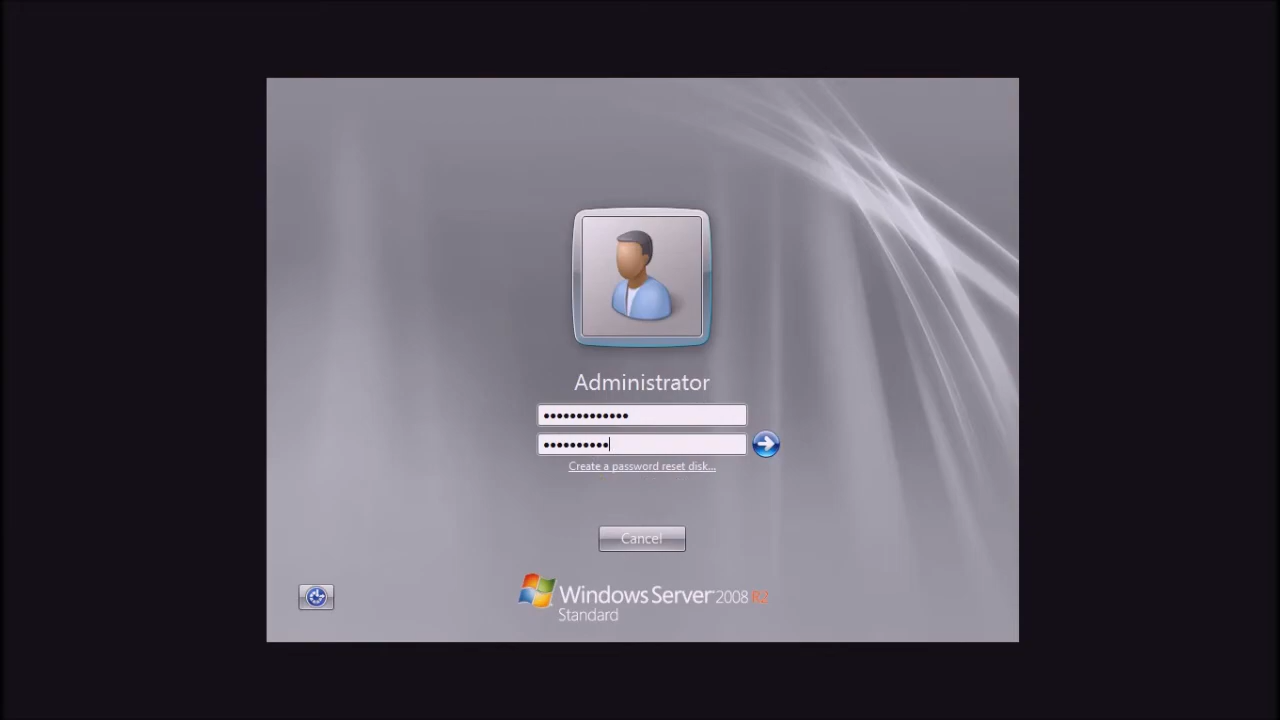 Administrator
•••••••••••••
••••••••••
Create a password reset disk...
Cancel
Windows Server 2008 R2
Standard